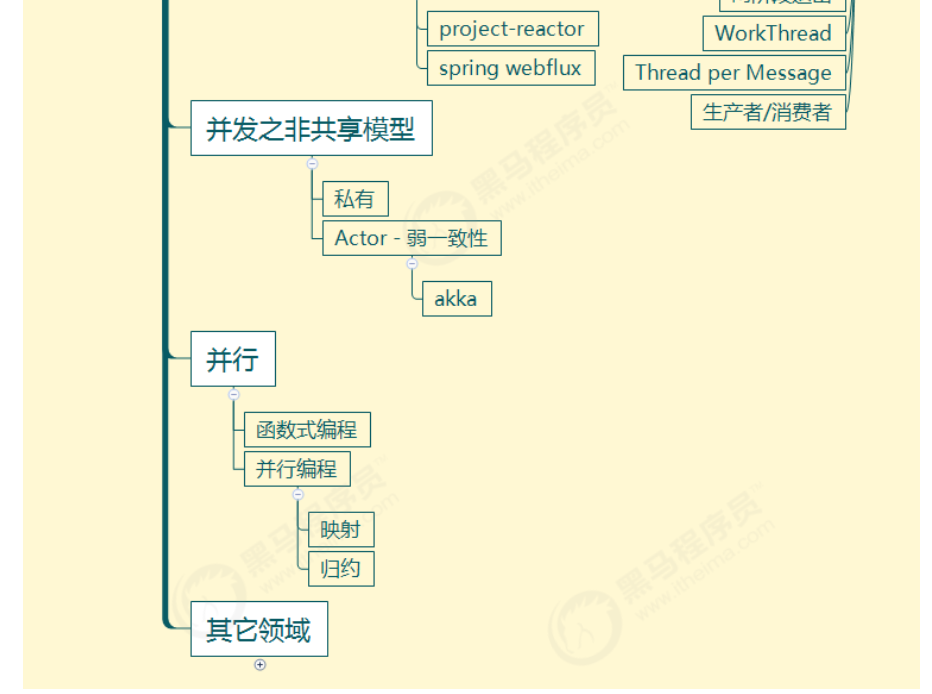 project-reactor
WorkThread
spring webflux
Thread per Message
并发之非共享模型
生产者/消费者
私有
Actor - 弱一致性
akka
并行
函数式编程
并行编程
映射
归约
其它领域
黑马程序员
www.itheima.com
黑马程序员
www.itheima.com
黑马程序员
www.itheima.com